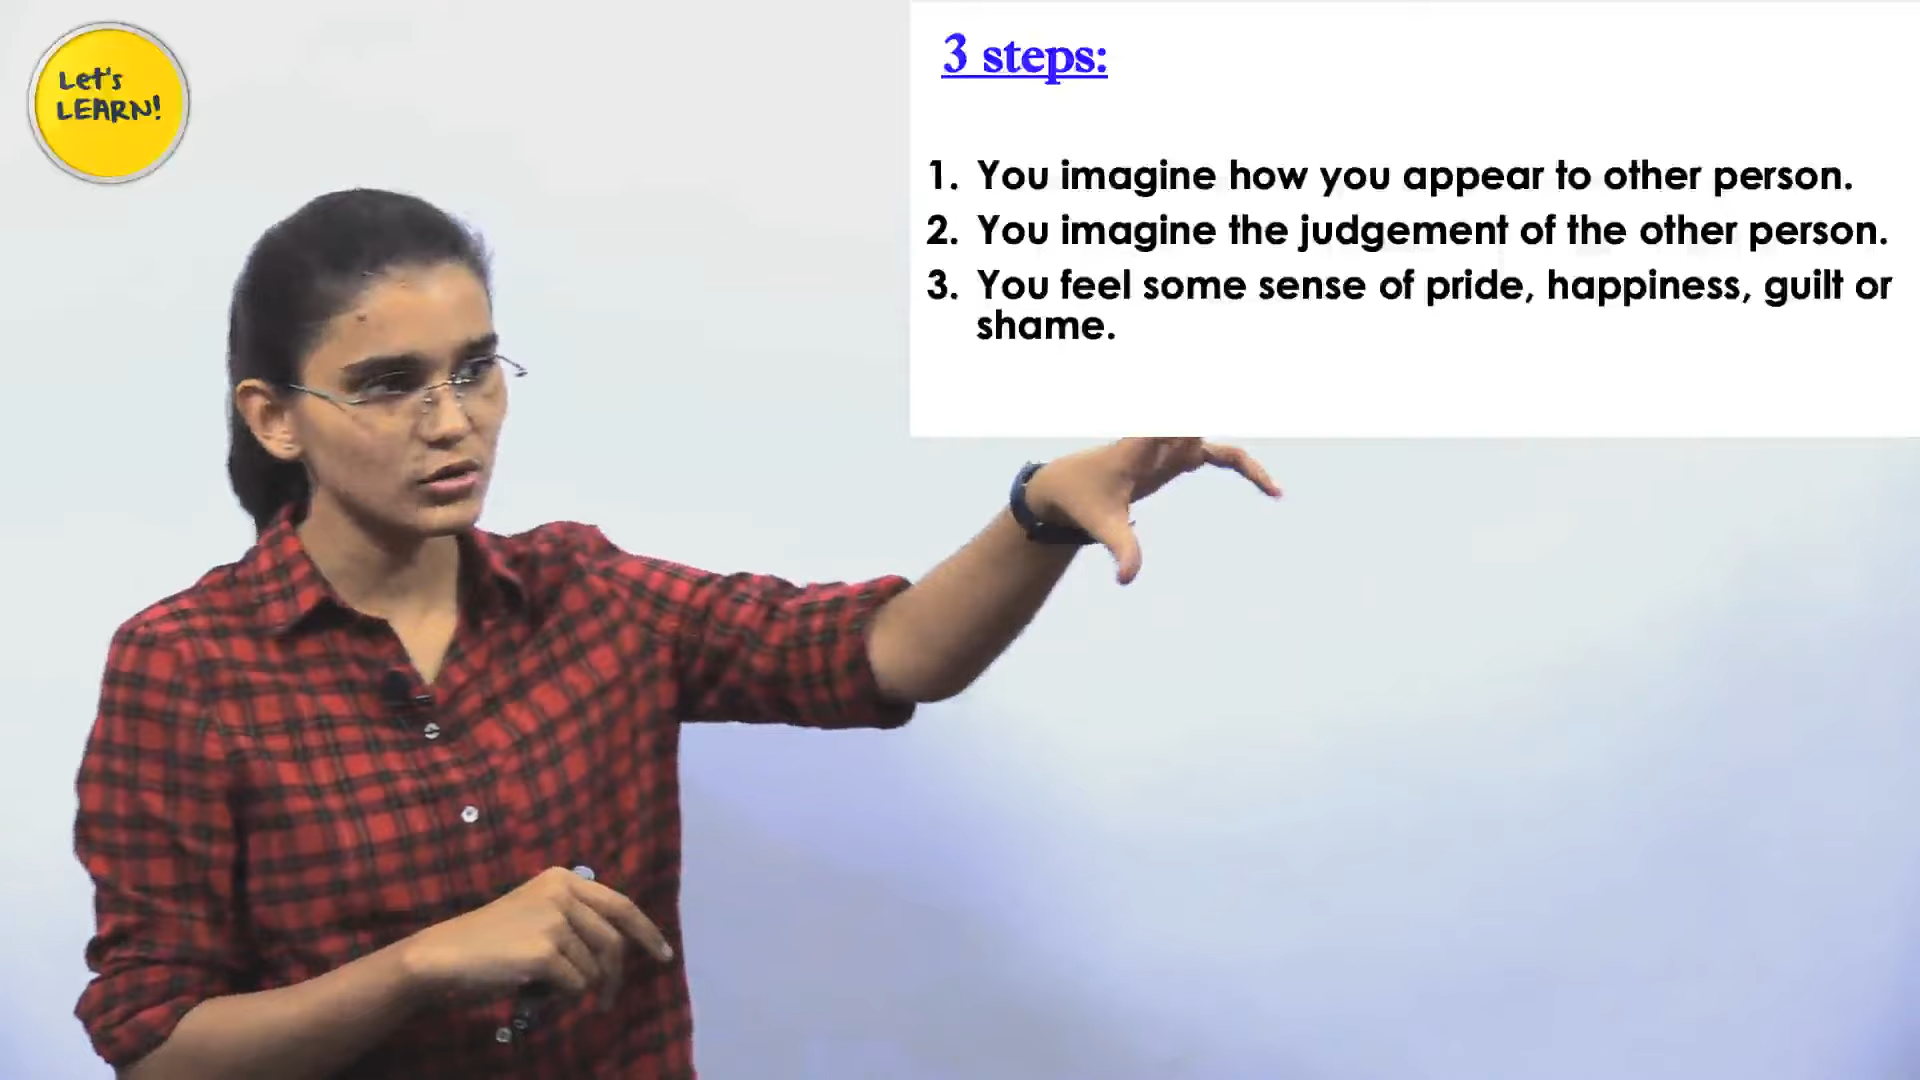 Let's
LEARN!
3 steps:
1. You imagine how you appear to other person.
2. You imagine the judgement of the other person.
3. You feel some sense of pride, happiness, guilt or
shame.